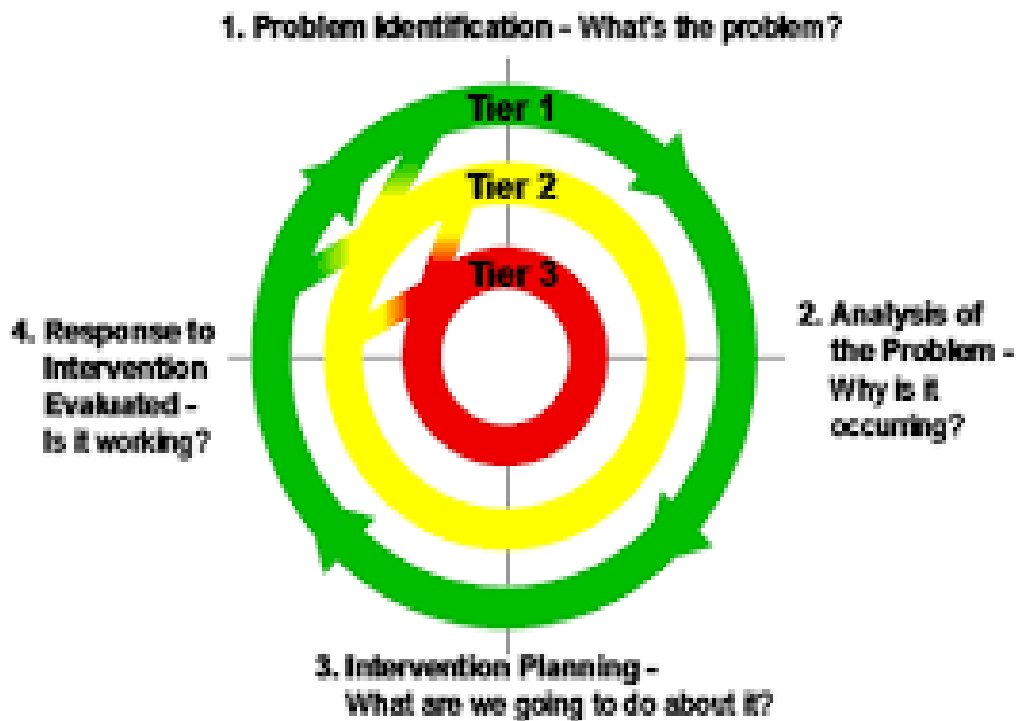 1. Problem Identification - What's the problem?
Tier 1
Tier 2
Tier 3
2. Analysis of
the Problem -
Why is it
occurring?
3. Intervention Planning -
What are we going to do about it?
4. Response to
Intervention
Evaluated -
Is it working?